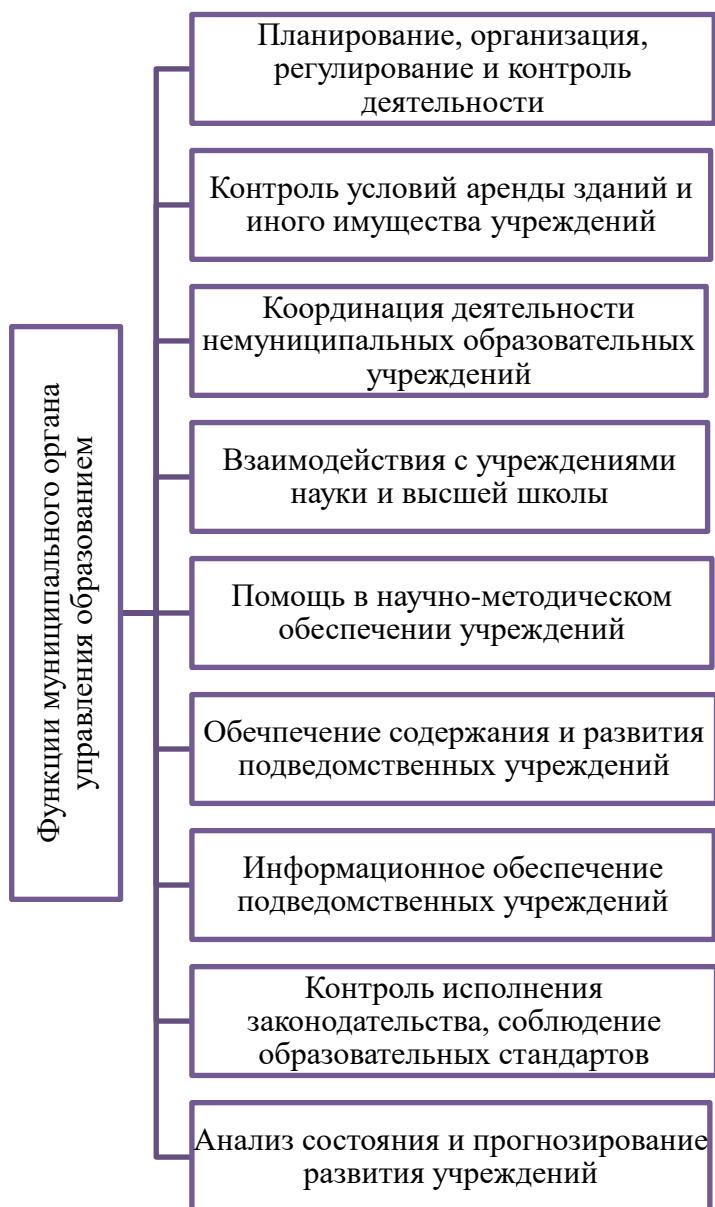 Функции муниципального органа
управления образованием
Планирование, организация,
регулирование и контроль
деятельности
Контроль условий аренды зданий и
иного имущества учреждений
Координация деятельности
немуниципальных образовательных
учреждений
Взаимодействия с учреждениями
науки и высшей школы
Помощь в научно-методическом
обеспечении учреждений
Обечпечение содержания и развития
подведомственных учреждений
Информационное обеспечение
подведомственных учреждений
Контроль исполнения
законодательства, соблюдение
образовательных стандартов
Анализ состояния и прогнозирование
развития учреждений